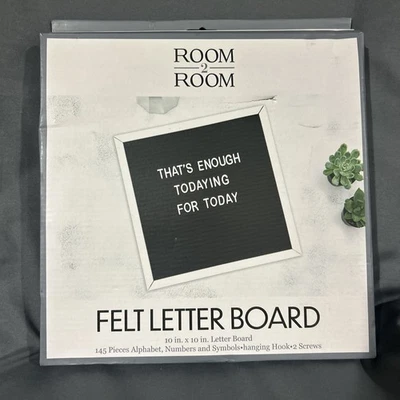 ROOM
2
ROOM
THAT'S ENOUGH
TODAYING
FOR TODAY
FELT LETTER BOARD
10 in. x 10 in. Letter Board
145 Pieces Alphabet, Numbers and Symbols•hanging Hook•2 Screws